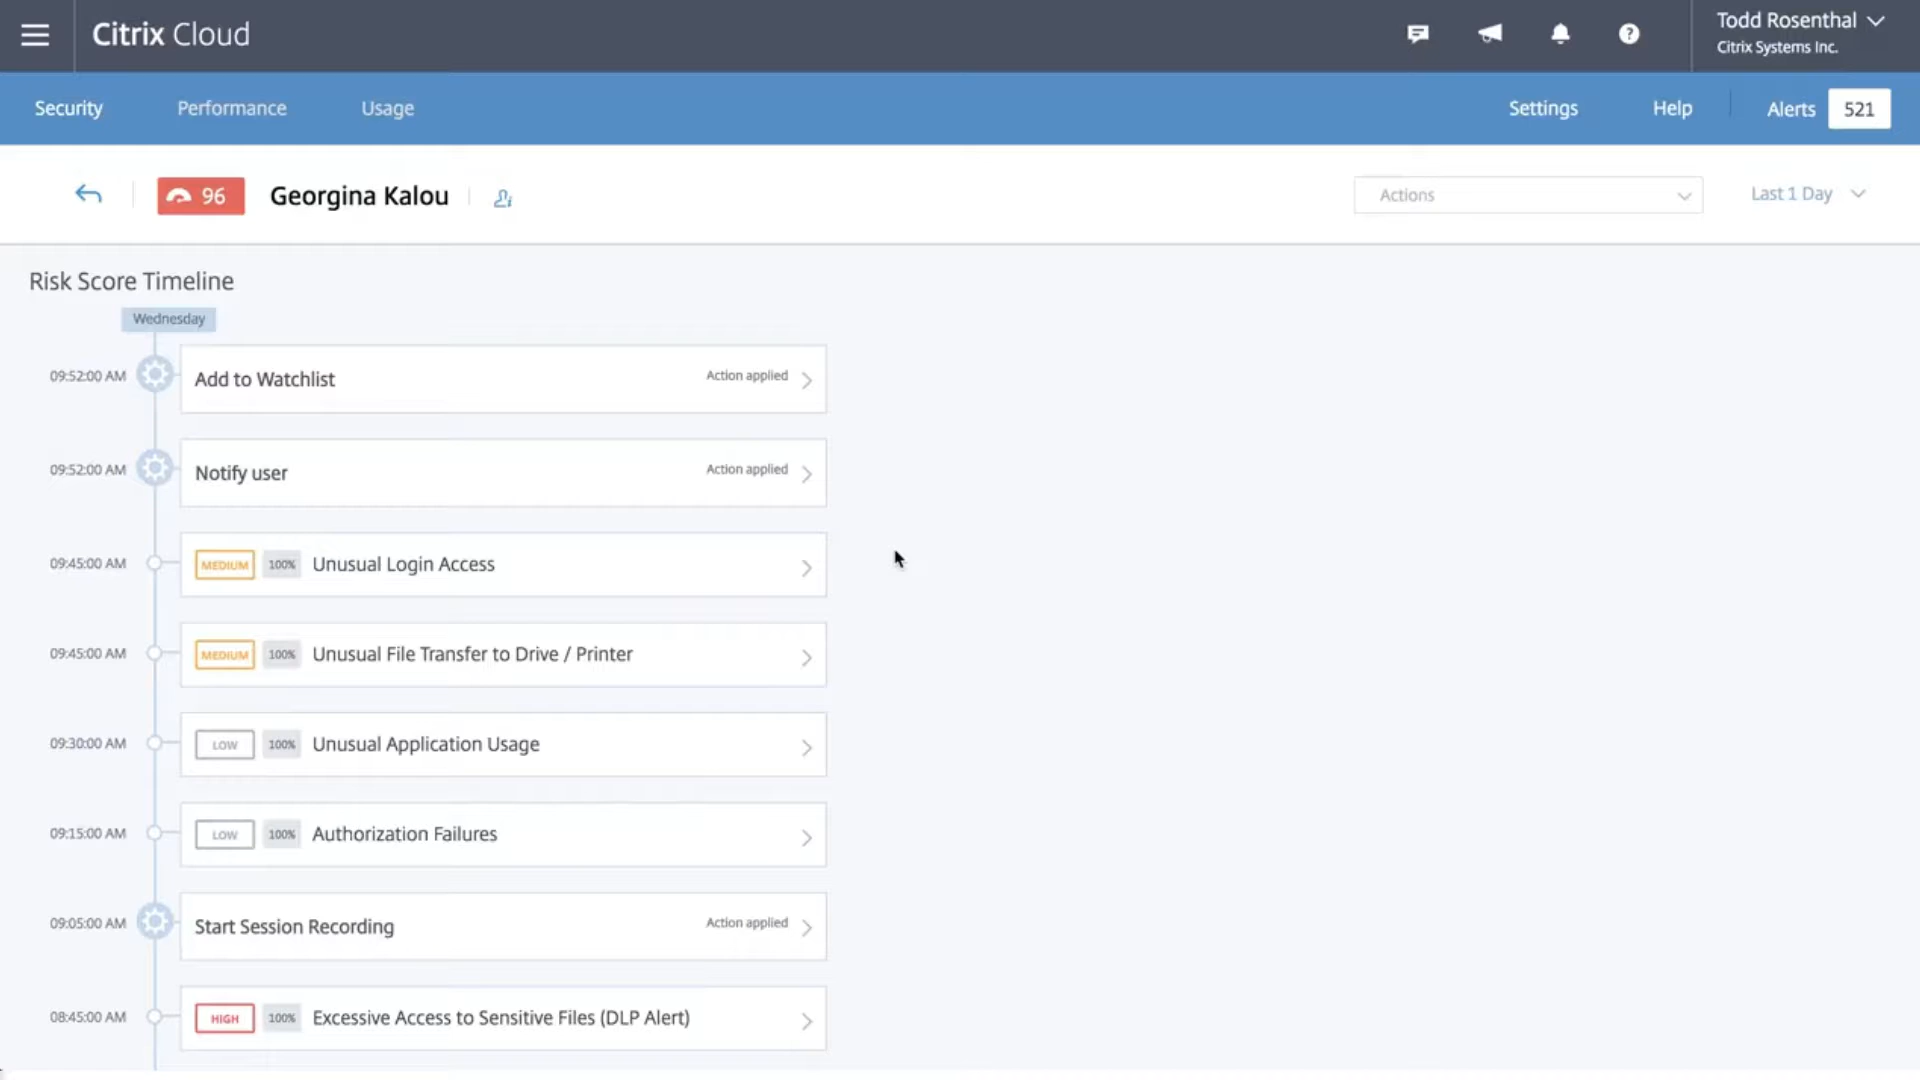 Citrix Cloud
Todd Rosenthal
Citrix Systems Inc.
Security
Performance
Usage
Settings
Help
Alerts
521
96
Georgina Kalou
Actions
Last 1 Day
Risk Score Timeline
Wednesday
09:52:00 AM
Add to Watchlist
Action applied
09:52:00 AM
Notify user
Action applied
09:45:00 AM
MEDIUM
100%
Unusual Login Access
09:45:00 AM
MEDIUM
100%
Unusual File Transfer to Drive / Printer
09:30:00 AM
LOW
100%
Unusual Application Usage
09:15:00 AM
LOW
100%
Authorization Failures
09:05:00 AM
Start Session Recording
Action applied
08:45:00 AM
HIGH
100%
Excessive Access to Sensitive Files (DLP Alert)